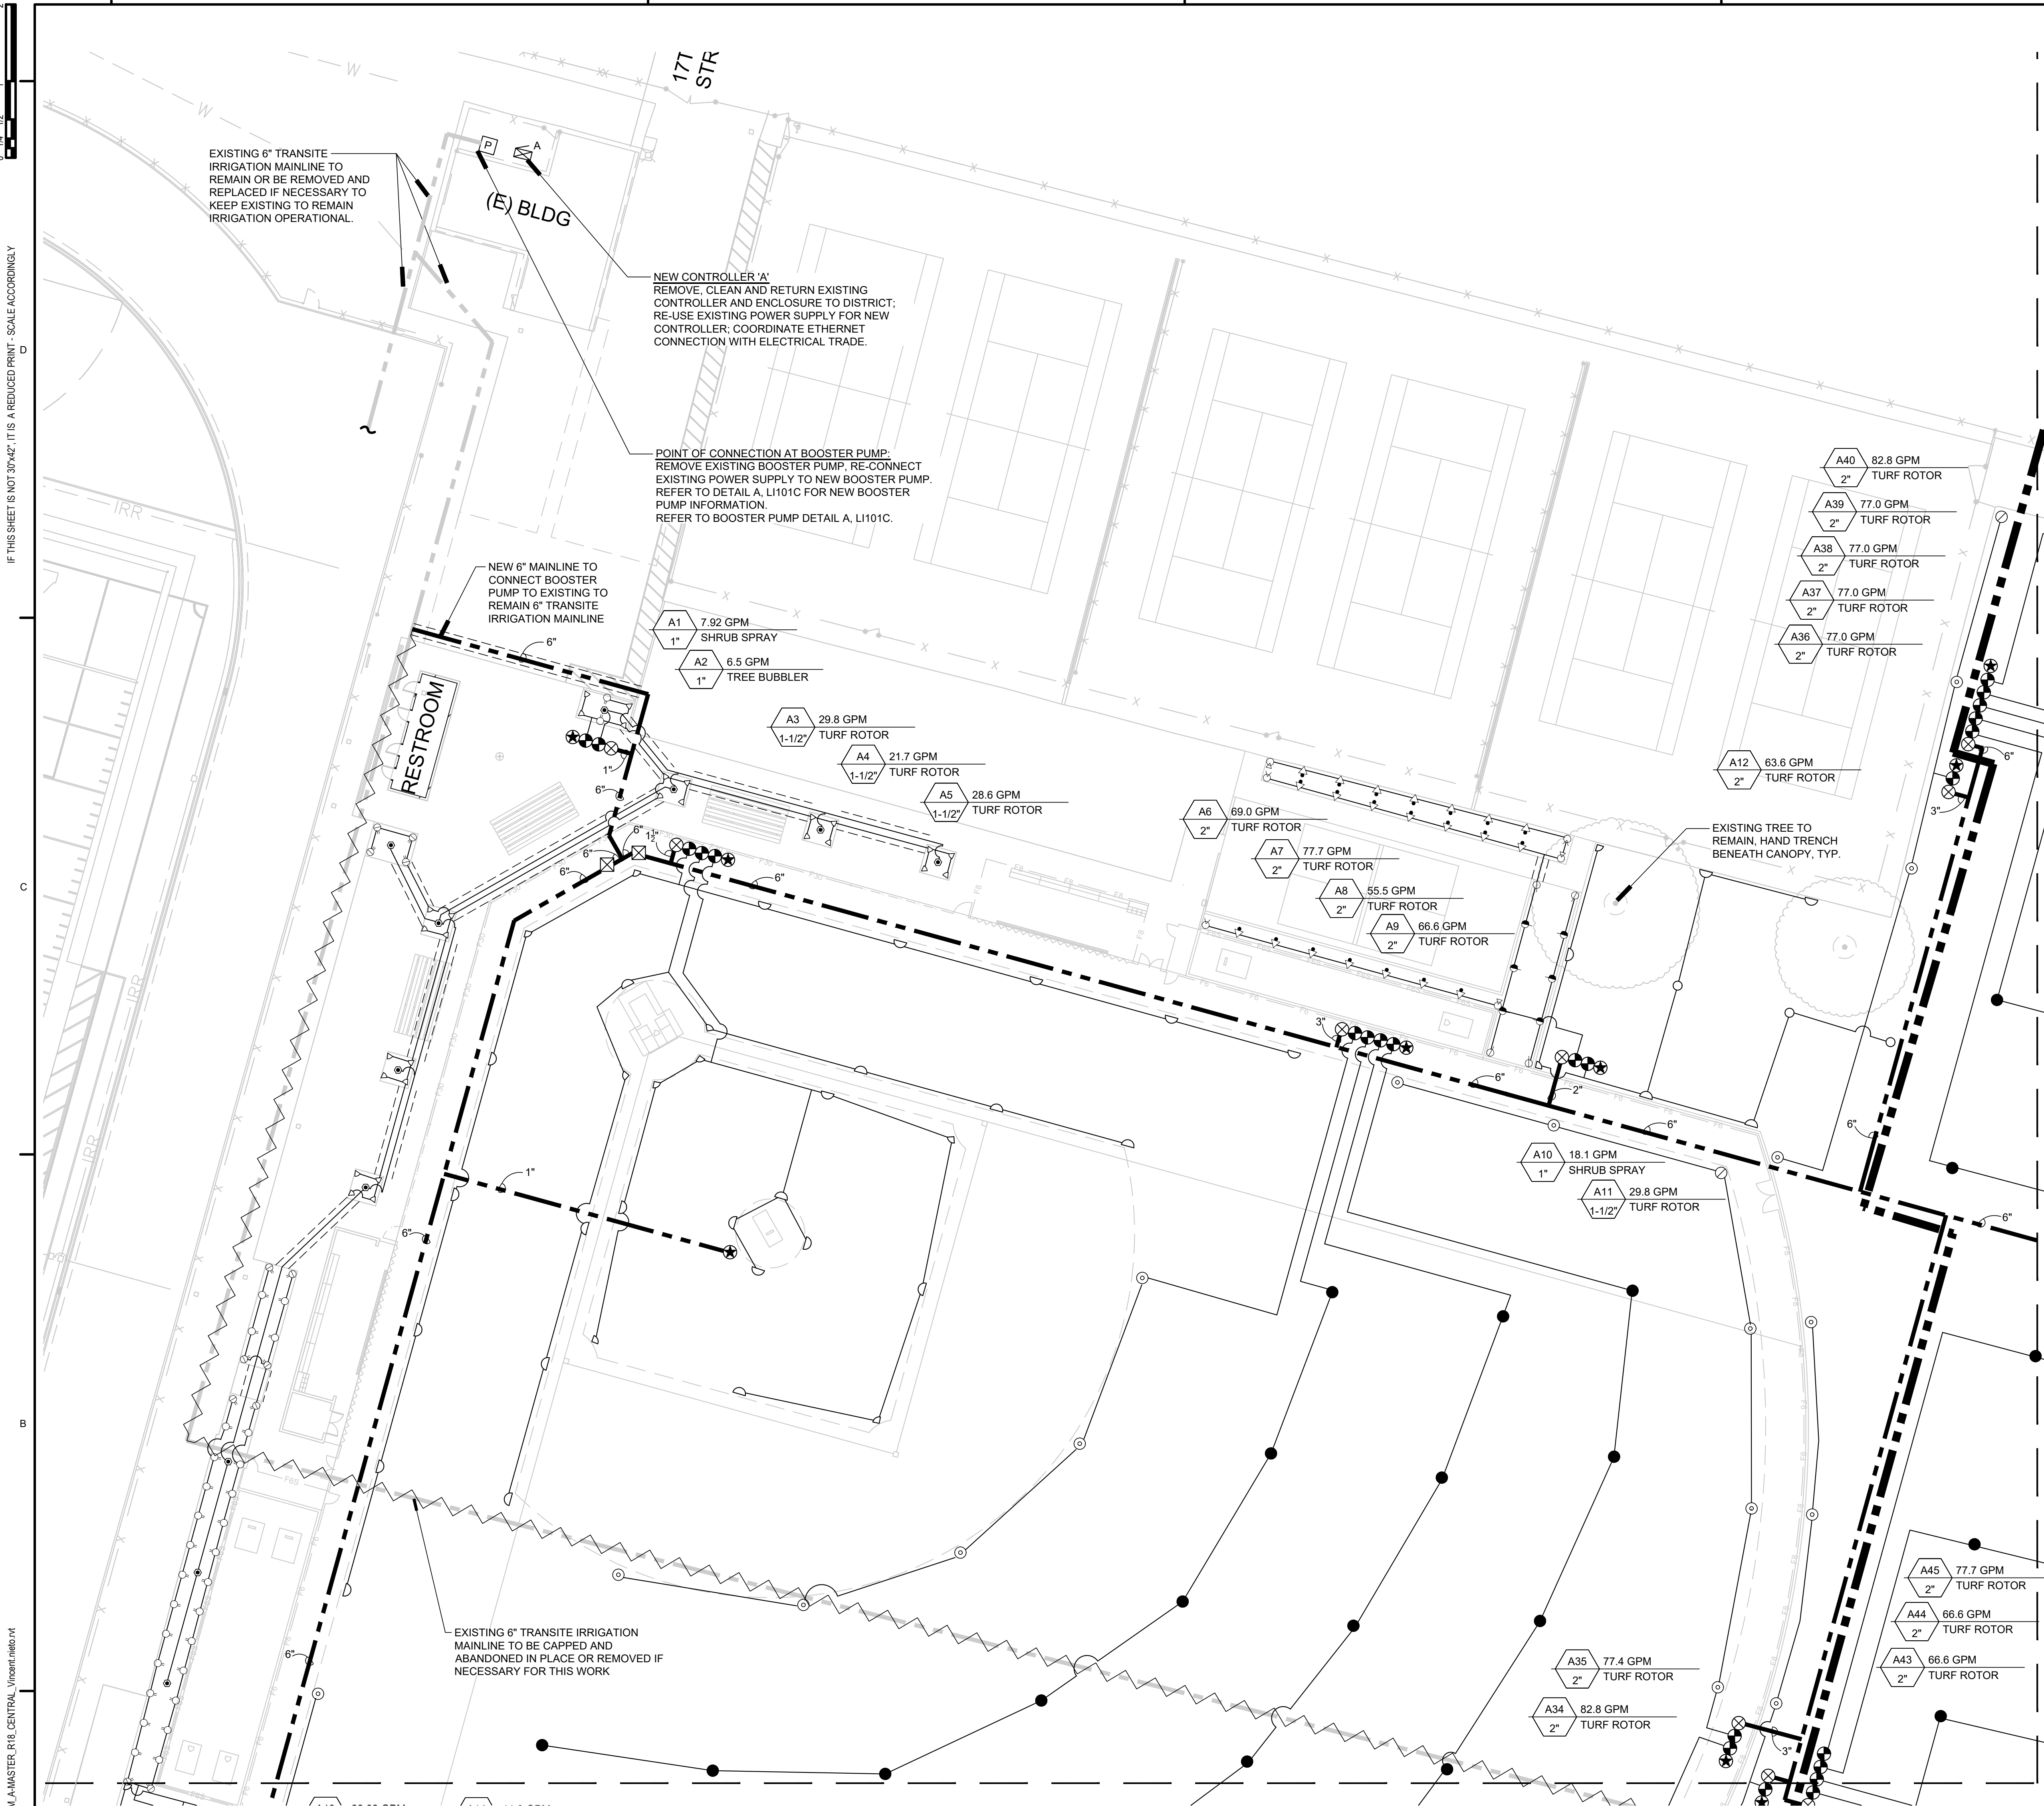 17T
STR
W
W
EXISTING 6" TRANSITE
IRRIGATION MAINLINE TO
REMAIN OR BE REMOVED AND
REPLACED IF NECESSARY TO
KEEP EXISTING TO REMAIN
IRRIGATION OPERATIONAL.
P
A
(E) BLDG
NEW CONTROLLER 'A'
REMOVE, CLEAN AND RETURN EXISTING
CONTROLLER AND ENCLOSURE TO DISTRICT;
RE-USE EXISTING POWER SUPPLY FOR NEW
CONTROLLER; COORDINATE ETHERNET
CONNECTION WITH ELECTRICAL TRADE.
IF THIS SHEET IS NOT 30"x42", IT IS A REDUCED PRINT - SCALE ACCORDINGLY
D
POINT OF CONNECTION AT BOOSTER PUMP:
REMOVE EXISTING BOOSTER PUMP, RE-CONNECT
EXISTING POWER SUPPLY TO NEW BOOSTER PUMP.
REFER TO DETAIL A, LI101C FOR NEW BOOSTER
PUMP INFORMATION.
REFER TO BOOSTER PUMP DETAIL A, LI101C.
IRR
IRR
IRR
NEW 6" MAINLINE TO
CONNECT BOOSTER
PUMP TO EXISTING TO
REMAIN 6" TRANSITE
IRRIGATION MAINLINE
6"
A1 7.92 GPM
1" SHRUB SPRAY
A2 6.5 GPM
1" TREE BUBBLER
A3 29.8 GPM
1-1/2" TURF ROTOR
A4 21.7 GPM
1-1/2" TURF ROTOR
A5 28.6 GPM
1-1/2" TURF ROTOR
A40 82.8 GPM
2" TURF ROTOR
A39 77.0 GPM
2" TURF ROTOR
A38 77.0 GPM
2" TURF ROTOR
A37 77.0 GPM
2" TURF ROTOR
A36 77.0 GPM
2" TURF ROTOR
A12 63.6 GPM
2" TURF ROTOR
6"
3"
RESTROOM
1"
6"
6"
1½"
6"
6"
6"
C
A6 69.0 GPM
2" TURF ROTOR
A7 77.7 GPM
2" TURF ROTOR
A8 55.5 GPM
2" TURF ROTOR
A9 66.6 GPM
2" TURF ROTOR
EXISTING TREE TO
REMAIN, HAND TRENCH
BENEATH CANOPY, TYP.
3"
6"
2"
6"
6"
6"
A10 18.1 GPM
1" SHRUB SPRAY
A11 29.8 GPM
1-1/2" TURF ROTOR
1"
6"
B
EXISTING 6" TRANSITE IRRIGATION
MAINLINE TO BE CAPPED AND
ABANDONED IN PLACE OR REMOVED IF
NECESSARY FOR THIS WORK
6"
A45 77.7 GPM
2" TURF ROTOR
A44 66.6 GPM
2" TURF ROTOR
A43 66.6 GPM
2" TURF ROTOR
A35 77.4 GPM
2" TURF ROTOR
A34 82.8 GPM
2" TURF ROTOR
3"
M_A-MASTER_R18_CENTRAL_Vincent.nieto.rvt